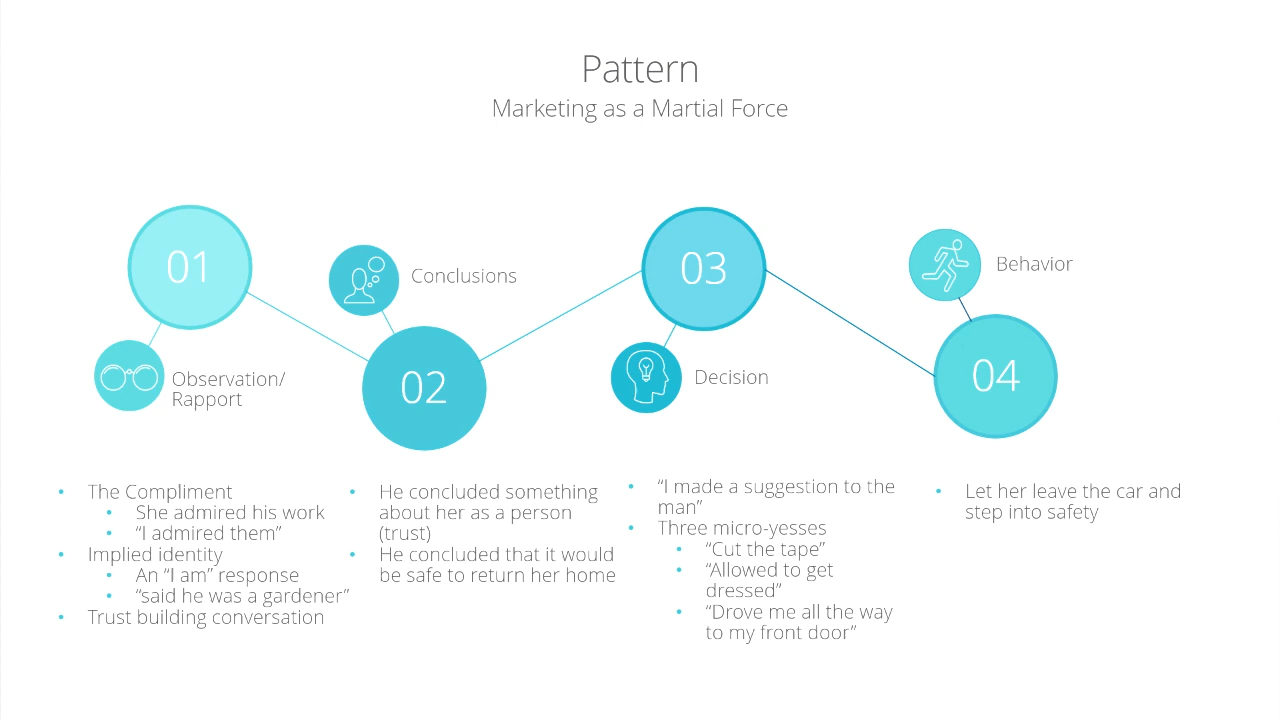 Pattern
Marketing as a Martial Force
01
Observation/
Rapport
Conclusions
02
03
Decision
Behavior
04
• The Compliment
• She admired his work
• “I admired them”
• Implied identity
• An “I am” response
• “said he was a gardener”
• Trust building conversation
• He concluded something
about her as a person
(trust)
• He concluded that it would
be safe to return her home
• “I made a suggestion to the
man”
• Three micro-yesses
• “Cut the tape”
• “Allowed to get
dressed”
• “Drove me all the way
to my front door”
• Let her leave the car and
step into safety